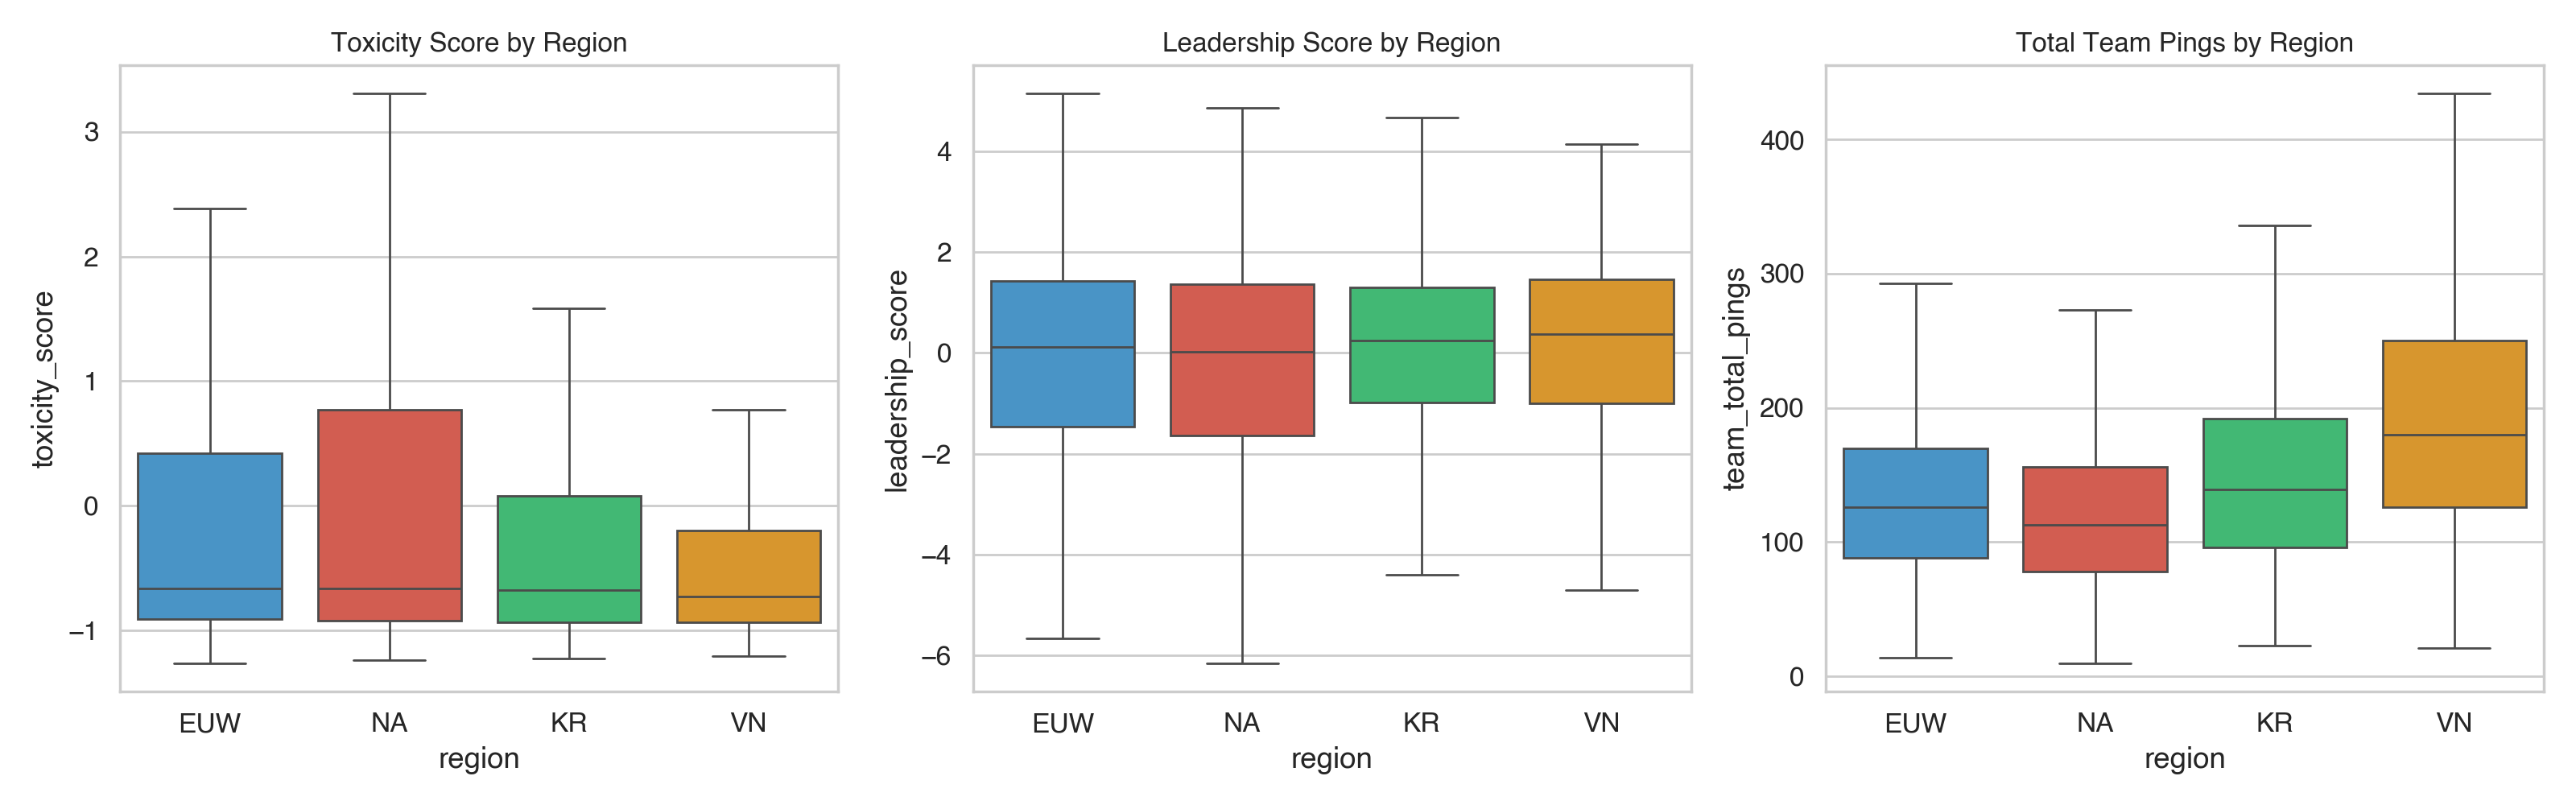 Toxicity Score by Region
toxicity_score
3
2
1
0
−1
EUW NA KR VN
region
Leadership Score by Region
leadership_score
4
2
0
−2
−4
−6
EUW NA KR VN
region
Total Team Pings by Region
team_total_pings
400
300
200
100
0
EUW NA KR VN
region